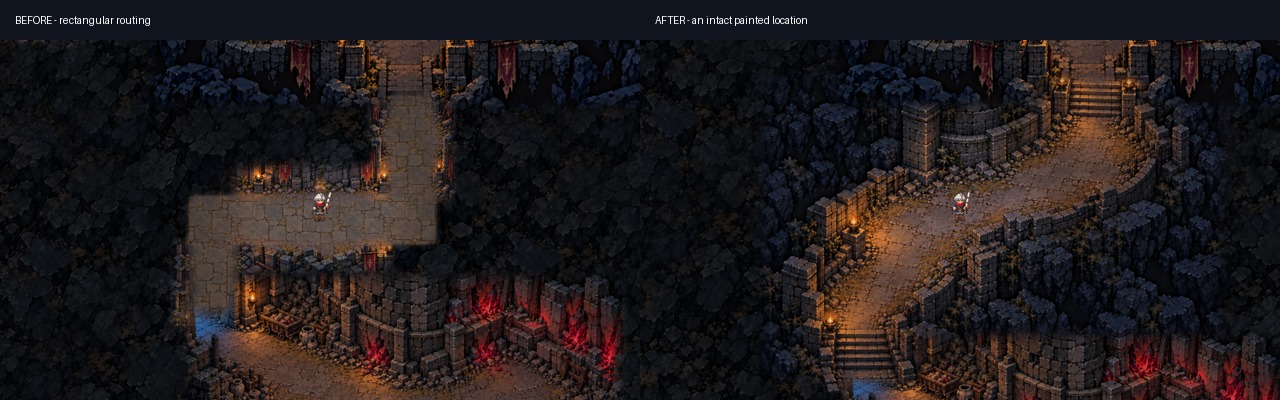 BEFORE - rectangular routing
AFTER - an intact painted location